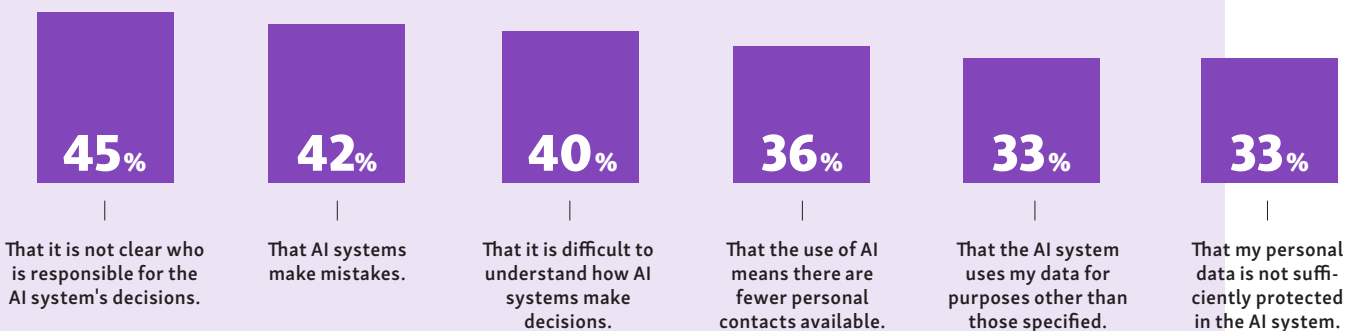 45%
42%
40%
36%
33%
33%
That it is not clear who
is responsible for the
AI system's decisions.
That AI systems
make mistakes.
That it is difficult to
understand how AI
systems make
decisions.
That the use of AI
means there are
fewer personal
contacts available.
That the AI system
uses my data for
purposes other than
those specified.
That my personal
data is not suffi-
ciently protected
in the AI system.